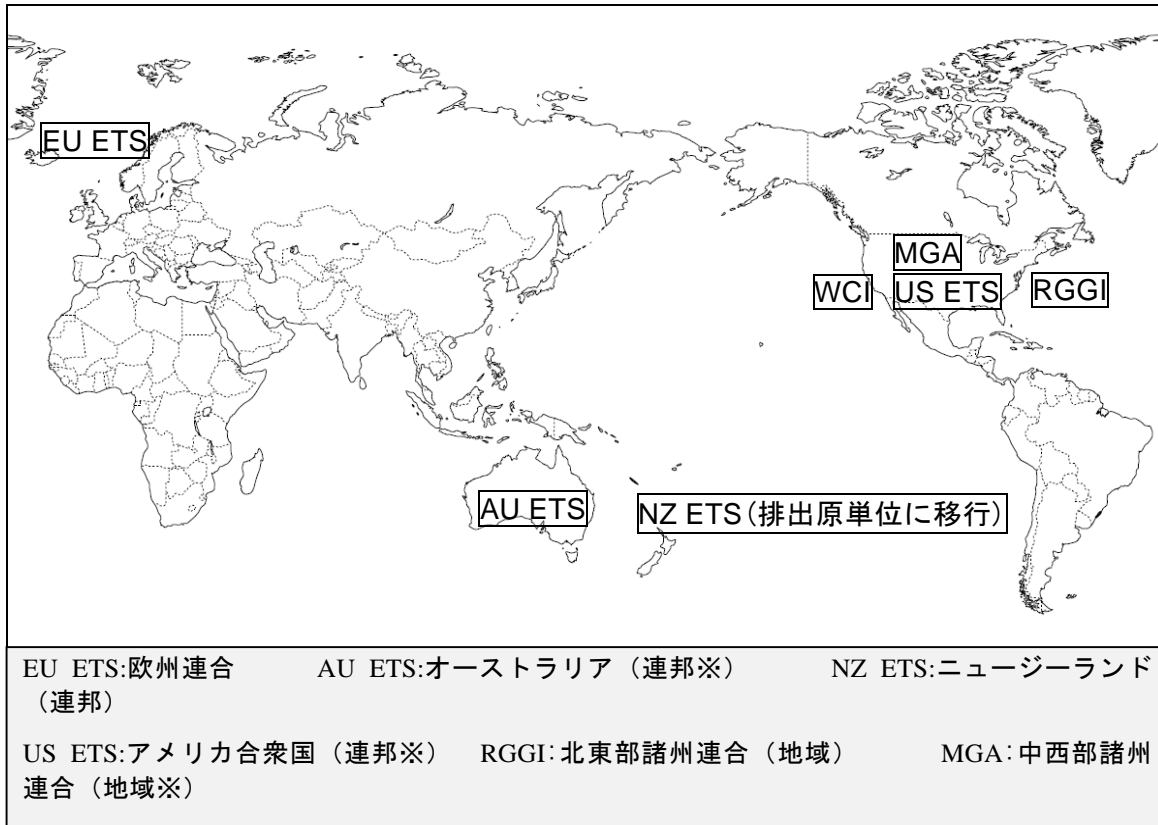 EU ETS
MGA
WCI
US ETS
RGGI
AU ETS
NZ ETS(排出原単位に移行)
EU ETS:欧州連合 AU ETS:オーストラリア（連邦※） NZ ETS:ニュージーランド
（連邦）
US ETS:アメリカ合衆国（連邦※） RGGI:北東部諸州連合（地域） MGA:中西部諸州
連合（地域※）